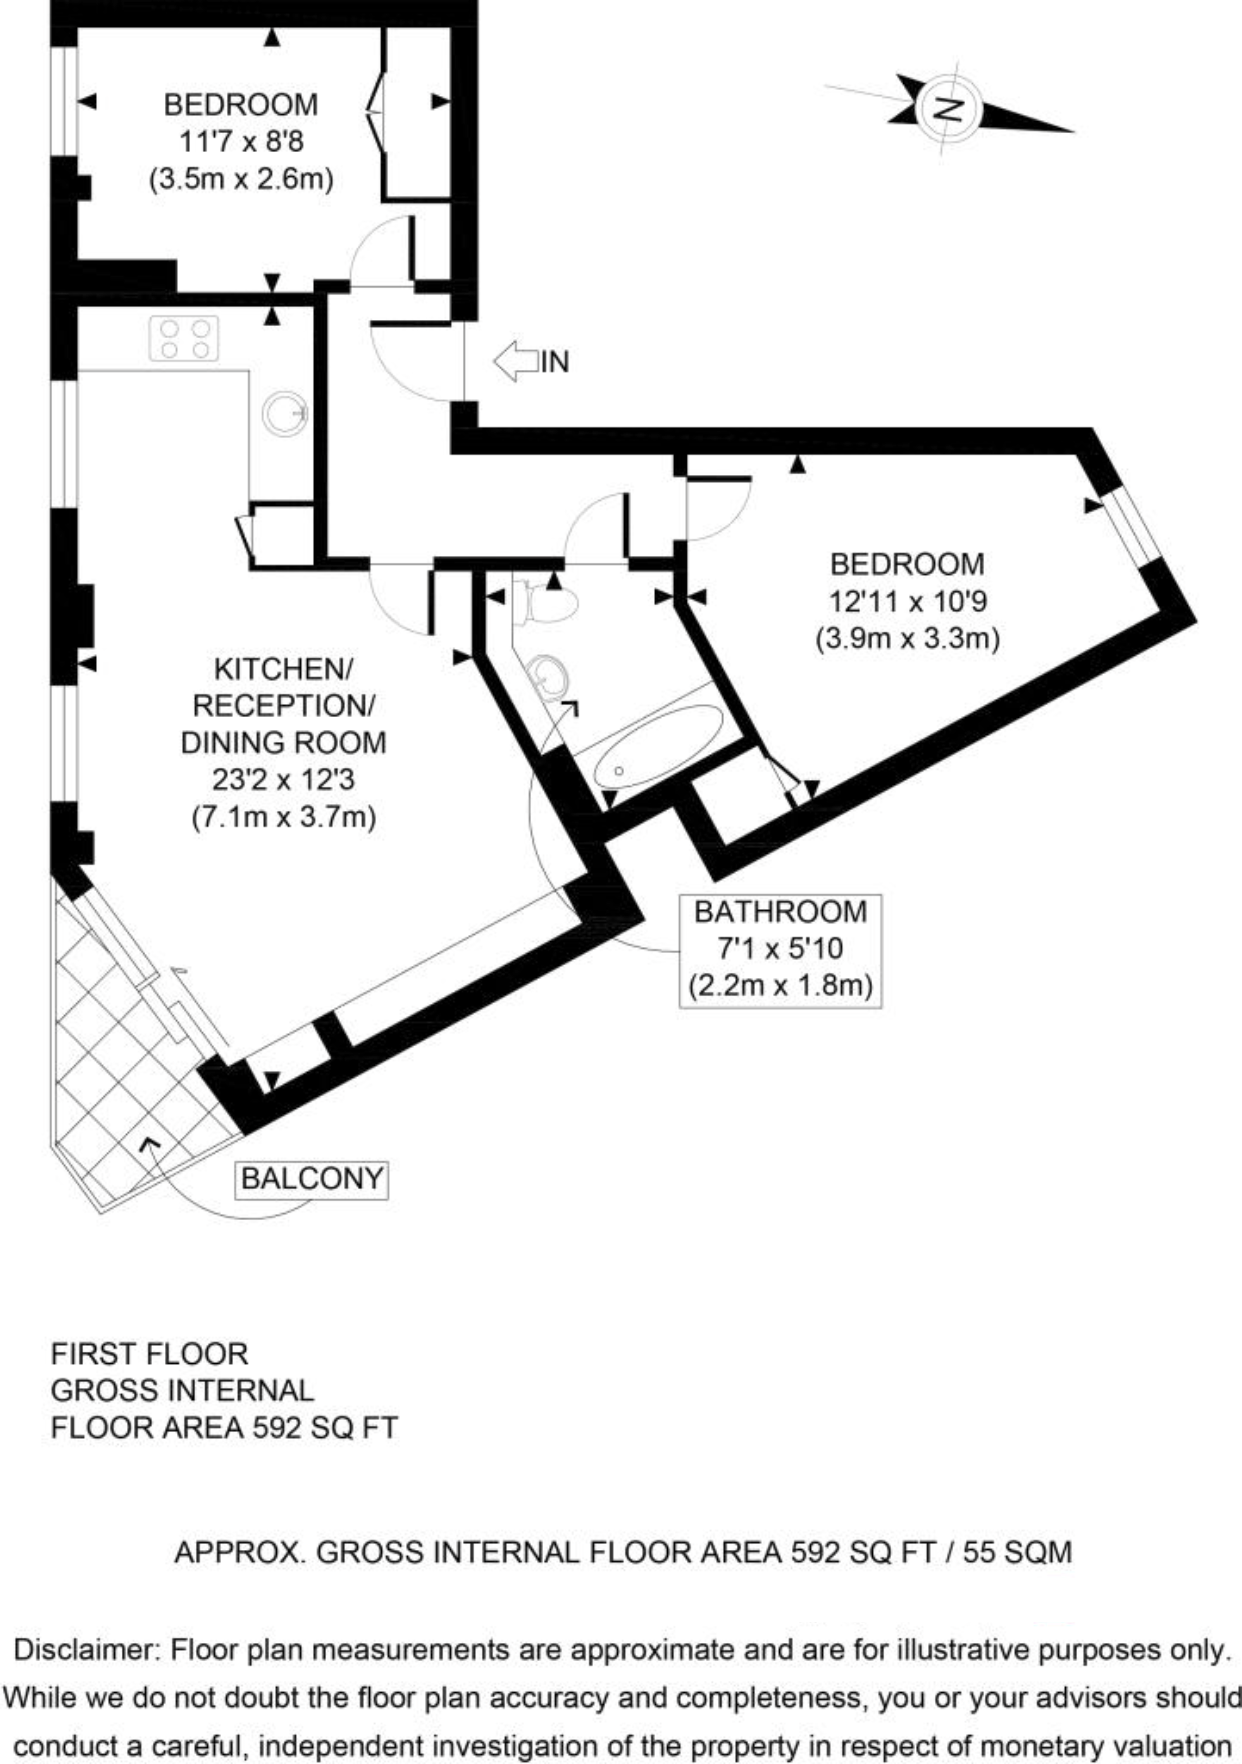 BEDROOM
11'7 x 8'8
(3.5m x 2.6m)
N
IN
BEDROOM
12'11 x 10'9
(3.9m x 3.3m)
KITCHEN/
RECEPTION/
DINING ROOM
23'2 x 12'3
(7.1m x 3.7m)
BATHROOM
7'1 x 5'10
(2.2m x 1.8m)
BALCONY
FIRST FLOOR
GROSS INTERNAL
FLOOR AREA 592 SQ FT
APPROX. GROSS INTERNAL FLOOR AREA 592 SQ FT / 55 SQM
Disclaimer: Floor plan measurements are approximate and are for illustrative purposes only.
While we do not doubt the floor plan accuracy and completeness, you or your advisors should
conduct a careful, independent investigation of the property in respect of monetary valuation